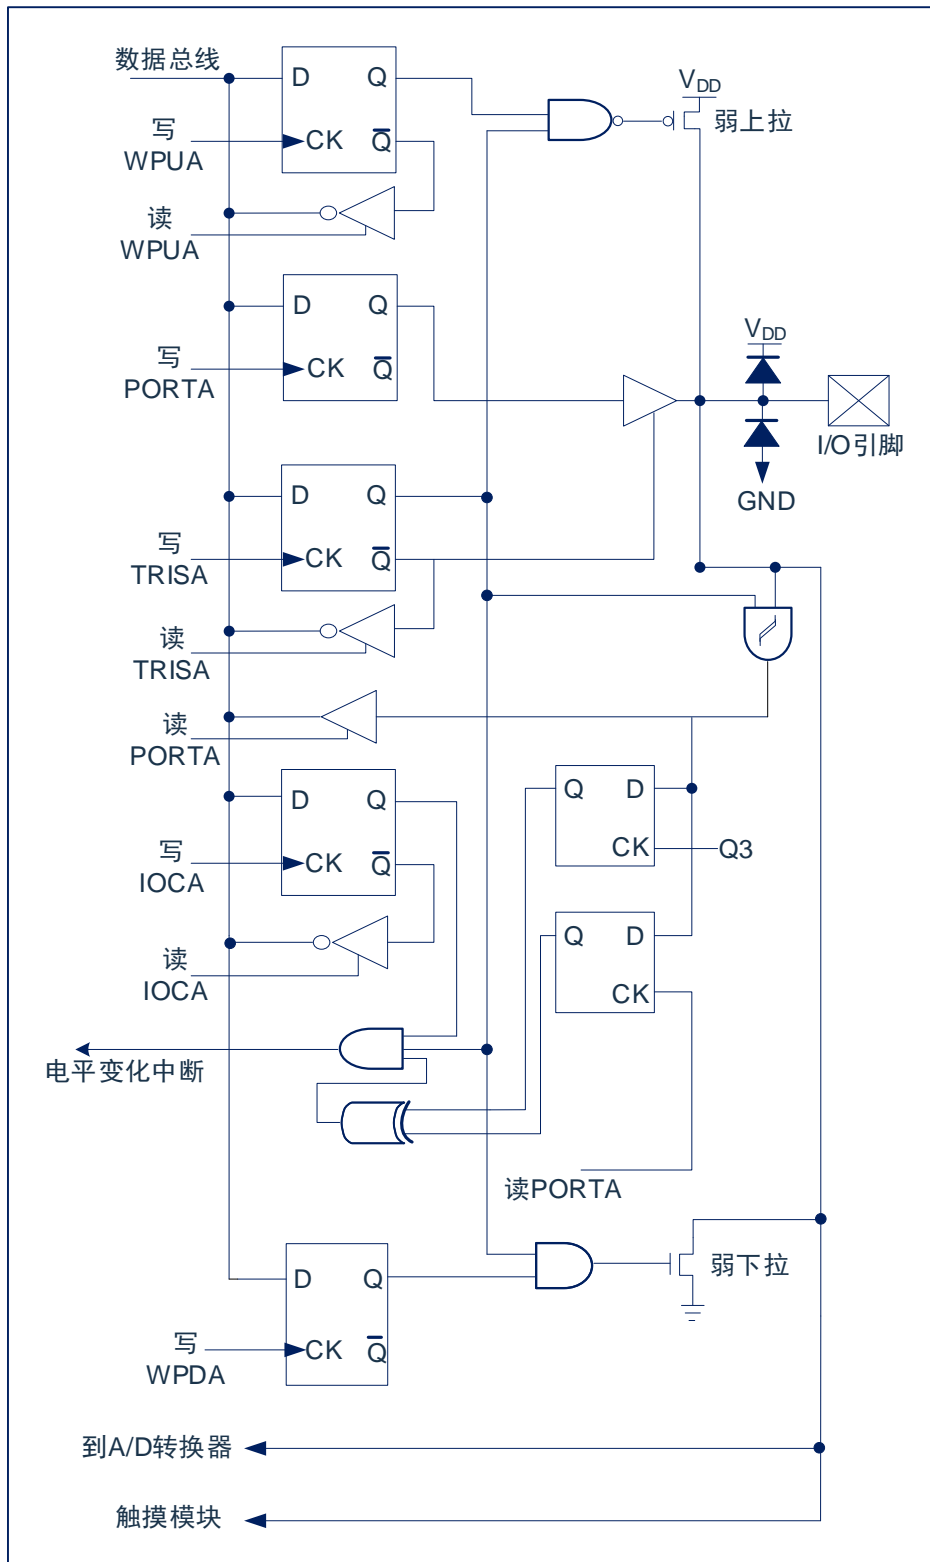 数据总线
D
Q
写
WPUA
CK
Q̅
V_DD
弱上拉
读
WPUA
D
Q
写
PORTA
CK
Q̅
V_DD
I/O引脚
GND
D
Q
写
TRISA
CK
Q̅
读
TRISA
读
PORTA
D
Q
写
IOCA
CK
Q̅
Q
D
CK
Q3
读
IOCA
Q
D
CK
电平变化中断
读PORTA
弱下拉
D
Q
写
WPDA
CK
Q̅
到A/D转换器
触摸模块